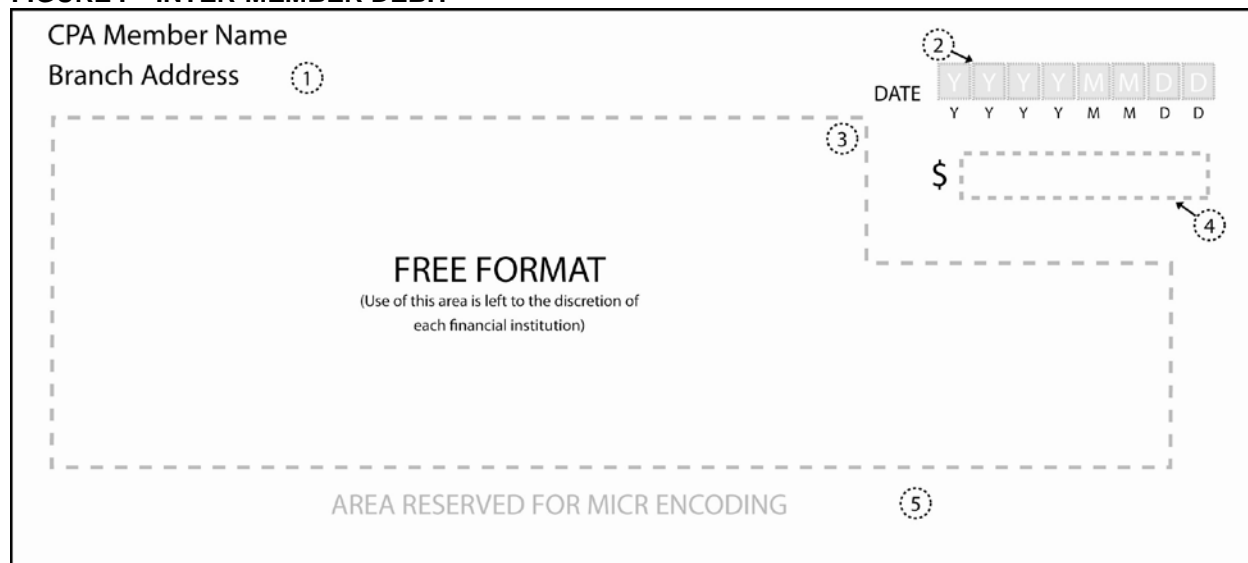 CPA Member Name
Branch Address 1
2
DATE Y Y Y Y M M D D
Y Y Y Y M M D D
3
$
4
FREE FORMAT
(Use of this area is left to the discretion of
each financial institution)
AREA RESERVED FOR MICR ENCODING 5